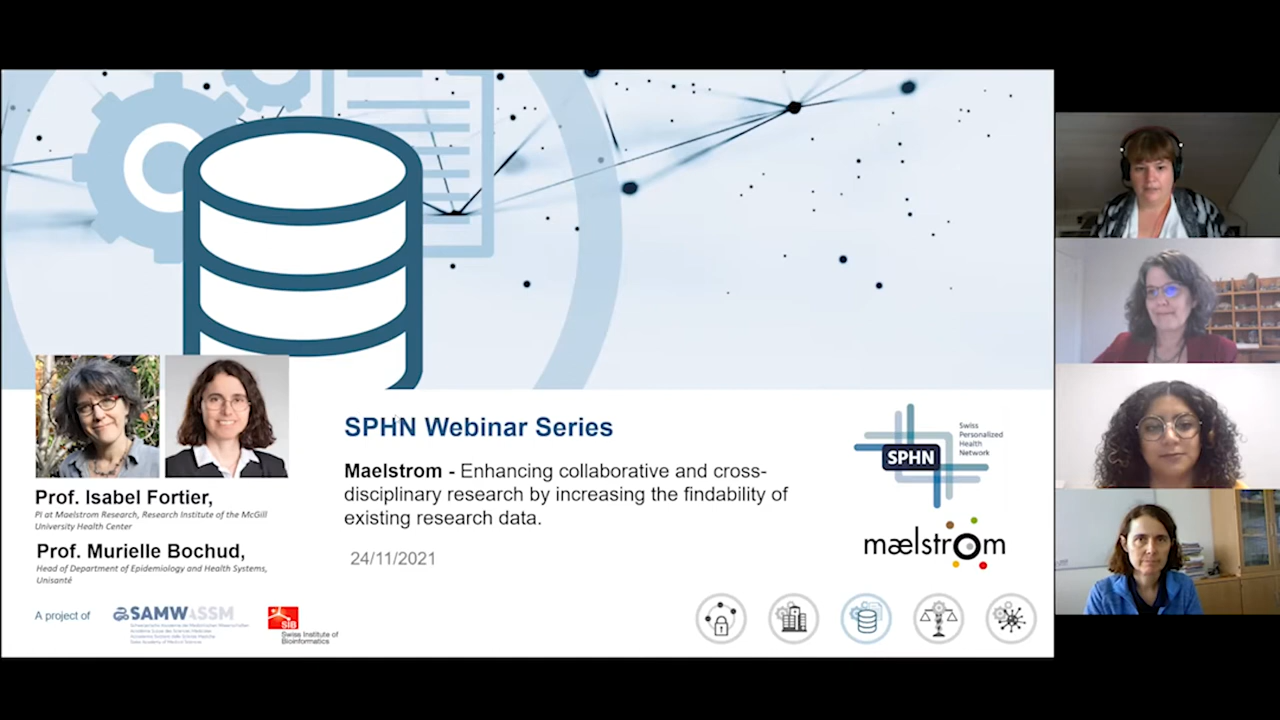 SPHN Webinar Series
Maelstrom - Enhancing collaborative and cross-
disciplinary research by increasing the findability of
existing research data.
24/11/2021
Prof. Isabel Fortier,
PI at Maelstrom Research, Research Institute of the McGill
University Health Center
Prof. Murielle Bochud,
Head of Department of Epidemiology and Health Systems,
Unisanté
A project of
SAMWASSM
SIB
Swiss Institute of
Bioinformatics
SPHN
Swiss
Personalized
Health
Network
mælstrom